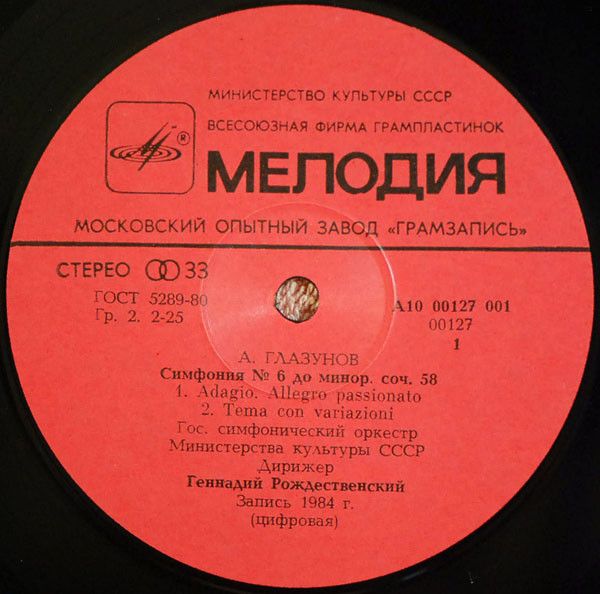 МИНИСТЕРСТВО КУЛЬТУРЫ СССР
ВСЕСОЮЗНАЯ ФИРМА ГРАМПЛАСТИНОК
®
МЕЛОДИЯ
МОСКОВСКИЙ ОПЫТНЫЙ ЗАВОД «ГРАМЗАПИСЬ»
СТЕРЕО 33
ГОСТ 5289-80
Гр. 2. 2-25
А10 00127 001
00127
1
А. ГЛАЗУНОВ
Симфония № 6 до минор. соч. 58
1. Adagio. Allegro passionato
2. Tema con variazioni
Гос. симфонический оркестр
Министерства культуры СССР
Дирижер
Геннадий Рождественский
Запись 1984 г.
(цифровая)